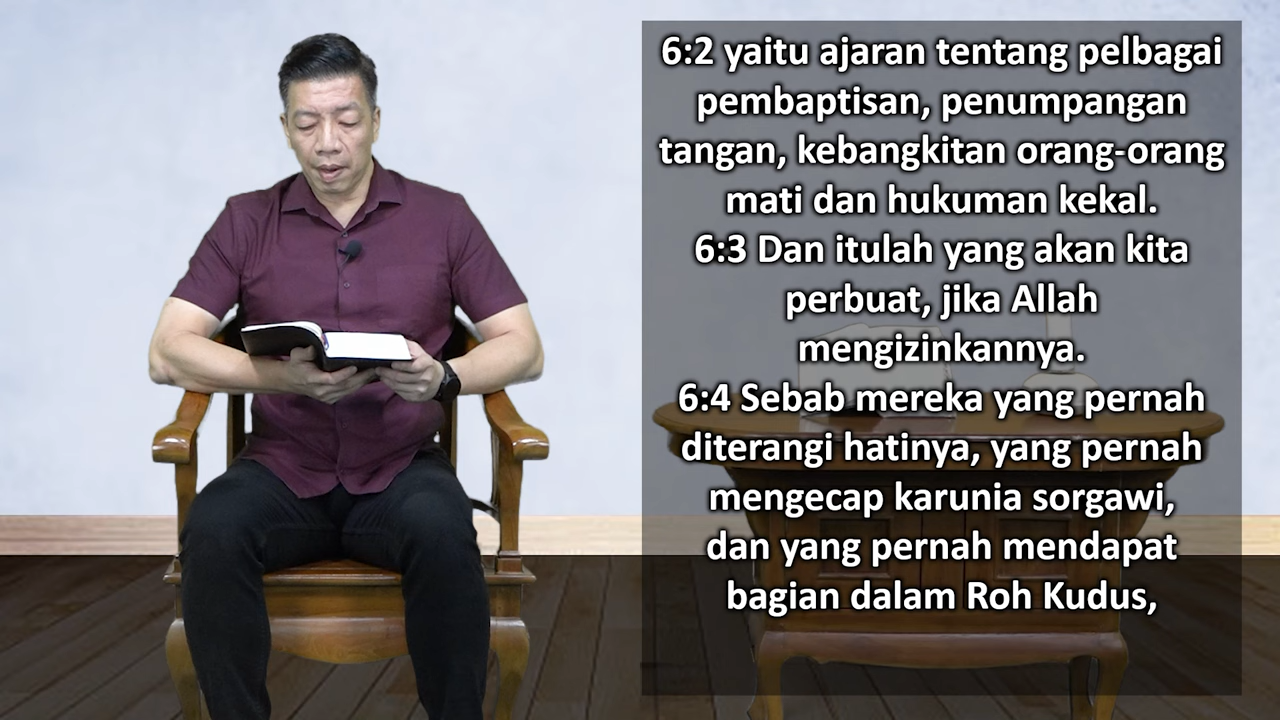 6:2 yaitu ajaran tentang pelbagai
pembaptisan, penumpangan
tangan, kebangkitan orang-orang
mati dan hukuman kekal.
6:3 Dan itulah yang akan kita
perbuat, jika Allah
mengizinkannya.
6:4 Sebab mereka yang pernah
diterangi hatinya, yang pernah
mengecap karunia sorgawi,
dan yang pernah mendapat
bagian dalam Roh Kudus,